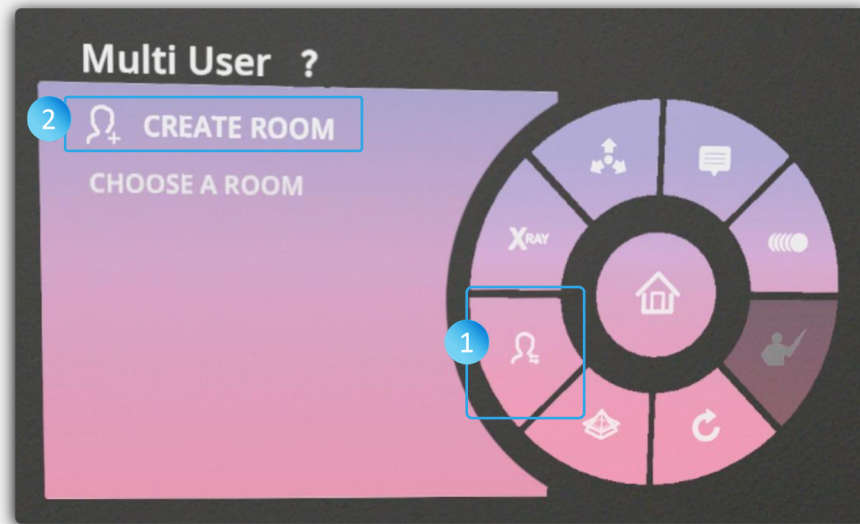 Multi User ?
2
CREATE ROOM
CHOOSE A ROOM
XRAY
1